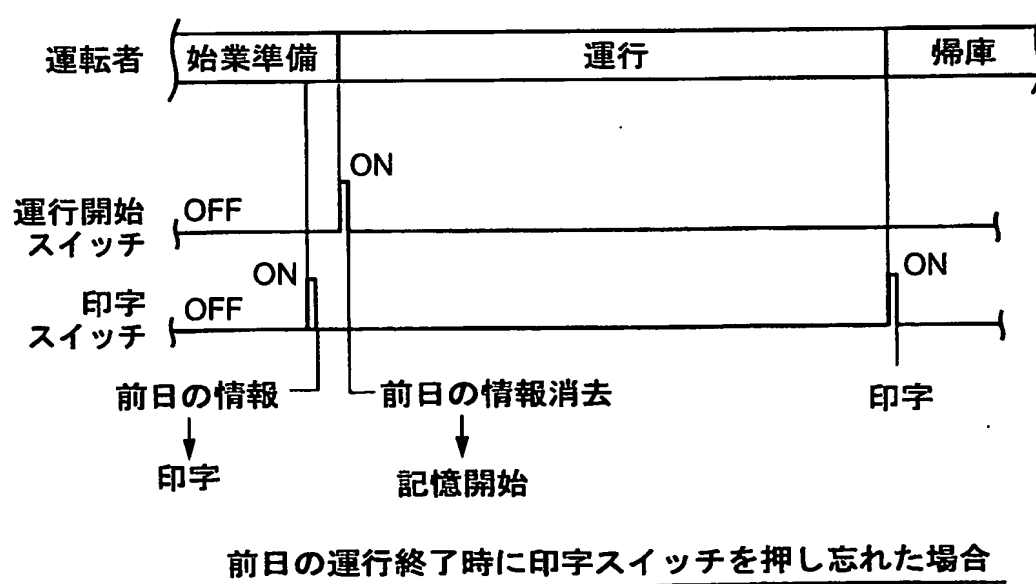 運転者 始業準備 運行 帰庫
ON
運行開始 OFF
スイッチ
ON ON
印字 OFF
スイッチ
前日の情報 前日の情報消去 印字
印字 記憶開始
前日の運行終了時に印字スイッチを押し忘れた場合